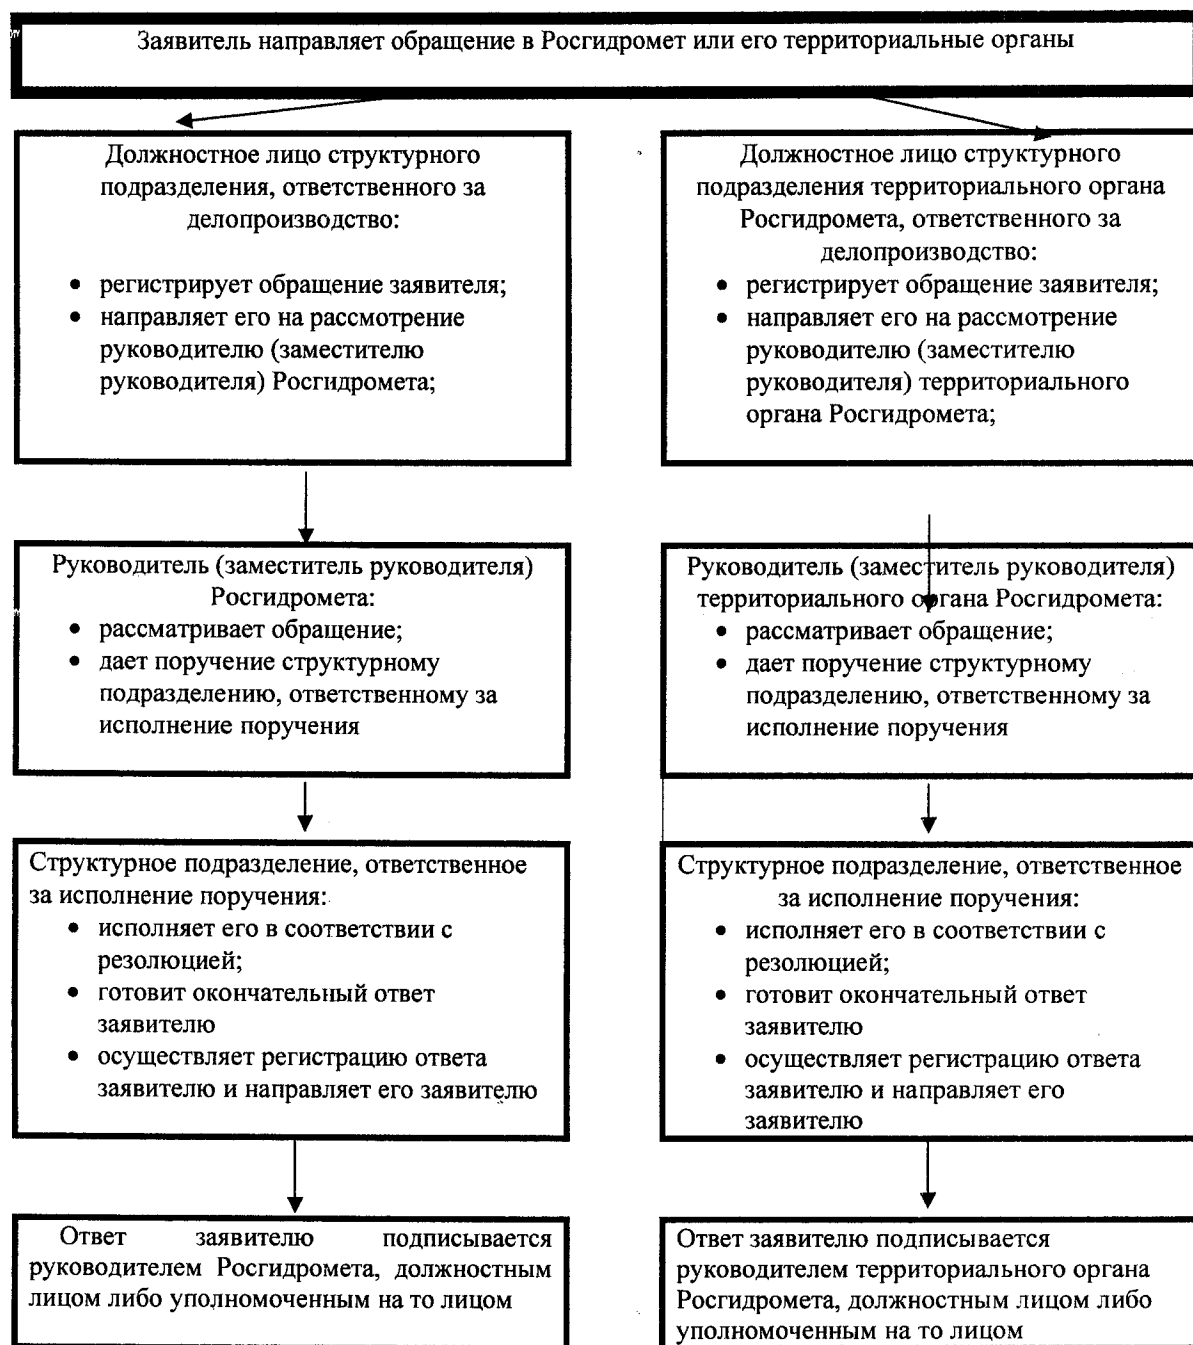 Заявитель направляет обращение в Росгидромет или его территориальные органы
Должностное лицо структурного
подразделения, ответственного за
делопроизводство:
• регистрирует обращение заявителя;
• направляет его на рассмотрение
руководителю (заместителю
руководителя) Росгидромета;
Должностное лицо структурного
подразделения территориального органа
Росгидромета, ответственного за
делопроизводство:
• регистрирует обращение заявителя;
• направляет его на рассмотрение
руководителю (заместителю
руководителя) территориального
органа Росгидромета;
Руководитель (заместитель руководителя)
Росгидромета:
• рассматривает обращение;
• дает поручение структурному
подразделению, ответственному за
исполнение поручения
Руководитель (заместитель руководителя)
территориального органа Росгидромета:
• рассматривает обращение;
• дает поручение структурному
подразделению, ответственному за
исполнение поручения
Структурное подразделение, ответственное
за исполнение поручения:
• исполняет его в соответствии с
резолюцией;
• готовит окончательный ответ
заявителю
• осуществляет регистрацию ответа
заявителю и направляет его заявителю
Структурное подразделение, ответственное
за исполнение поручения:
• исполняет его в соответствии с
резолюцией;
• готовит окончательный ответ
заявителю
• осуществляет регистрацию ответа
заявителю и направляет его
заявителю
Ответ заявителю подписывается
руководителем Росгидромета, должностным
лицом либо уполномоченным на то лицом
Ответ заявителю подписывается
руководителем территориального органа
Росгидромета, должностным лицом либо
уполномоченным на то лицом